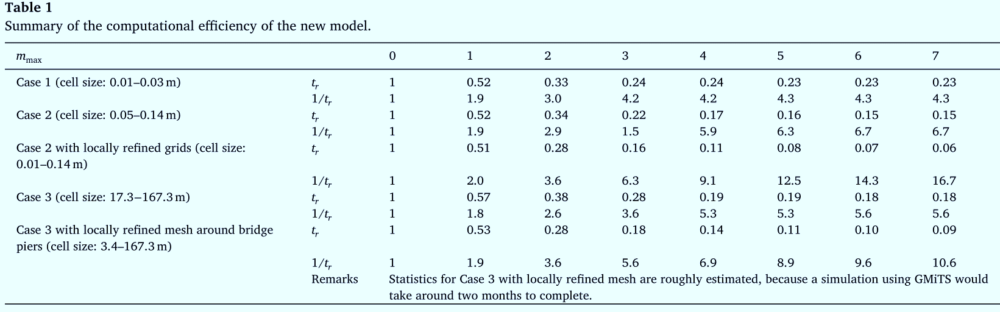 Table 1
Summary of the computational efficiency of the new model.
m_max 0 1 2 3 4 5 6 7
Case 1 (cell size: 0.01–0.03 m) t_r 1 0.52 0.33 0.24 0.24 0.23 0.23 0.23
1/t_r 1 1.9 3.0 4.2 4.2 4.3 4.3 4.3
Case 2 (cell size: 0.05–0.14 m) t_r 1 0.52 0.34 0.22 0.17 0.16 0.15 0.15
1/t_r 1 1.9 2.9 1.5 5.9 6.3 6.7 6.7
Case 2 with locally refined grids (cell size: t_r 1 0.51 0.28 0.16 0.11 0.08 0.07 0.06
0.01–0.14 m)
1/t_r 1 2.0 3.6 6.3 9.1 12.5 14.3 16.7
Case 3 (cell size: 17.3–167.3 m) t_r 1 0.57 0.38 0.28 0.19 0.19 0.18 0.18
1/t_r 1 1.8 2.6 3.6 5.3 5.3 5.6 5.6
Case 3 with locally refined mesh around bridge t_r 1 0.53 0.28 0.18 0.14 0.11 0.10 0.09
piers (cell size: 3.4–167.3 m)
1/t_r 1 1.9 3.6 5.6 6.9 8.9 9.6 10.6
Remarks Statistics for Case 3 with locally refined mesh are roughly estimated, because a simulation using GMiTS would
take around two months to complete.